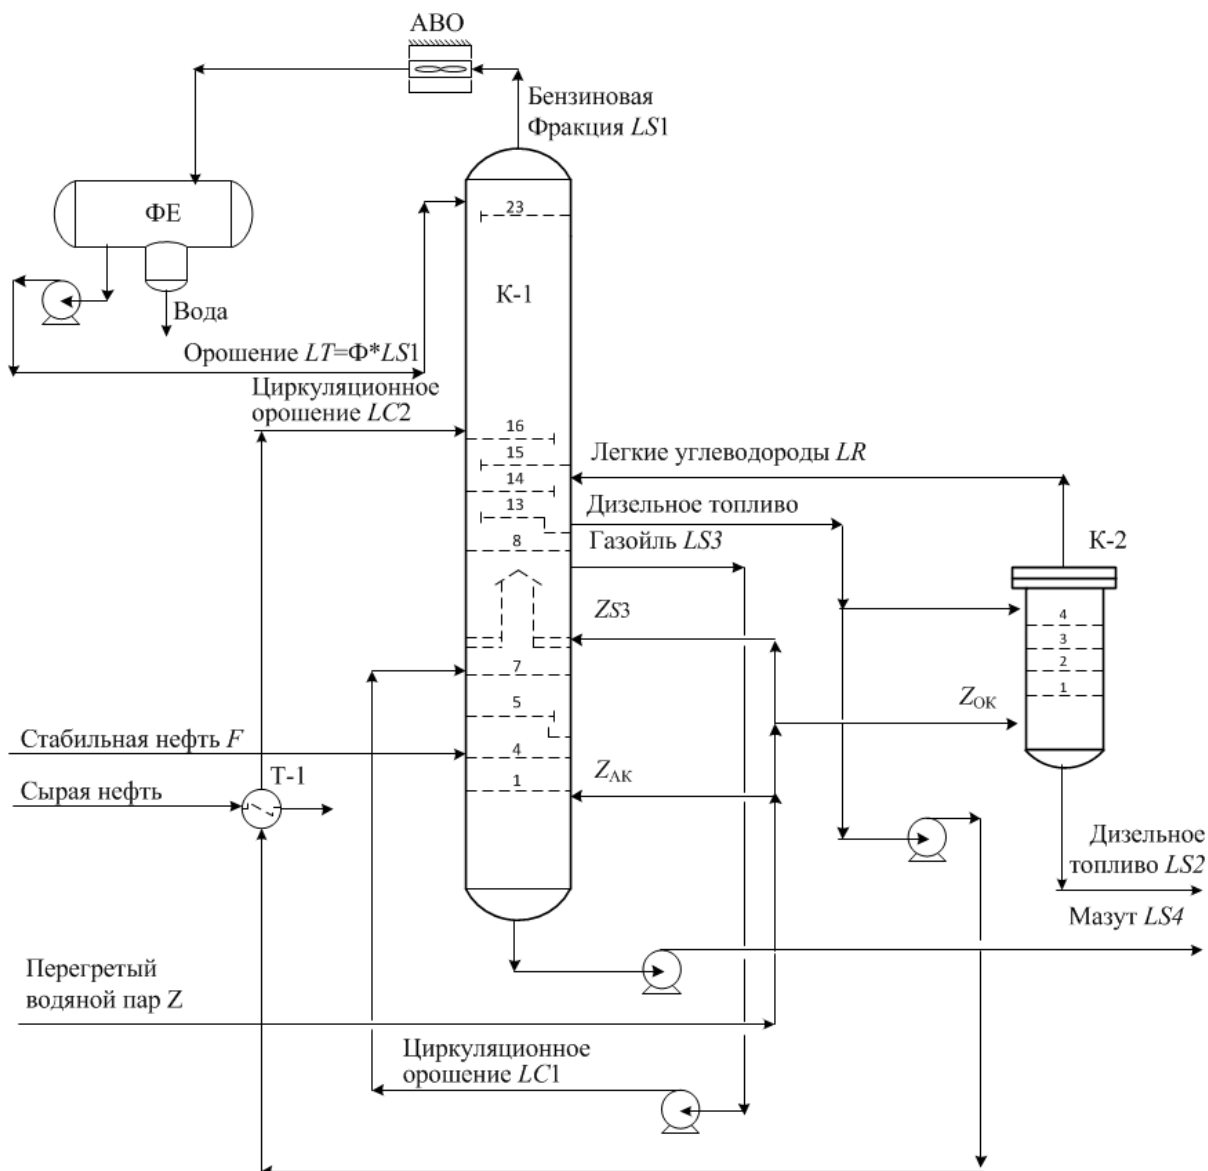 АВО
Бензиновая
Фракция LS1
ФЕ
23
К-1
Вода
Орошение LT=Ф*LS1
Циркуляционное
орошение LC2
16
15
14
13
8
Легкие углеводороды LR
Дизельное топливо
Газойль LS3
К-2
ZS3
4
3
2
1
7
5
4
1
ZОК
Стабильная нефть F
Т-1
ZАК
Сырая нефть
Дизельное
топливо LS2
Мазут LS4
Перегретый
водяной пар Z
Циркуляционное
орошение LC1